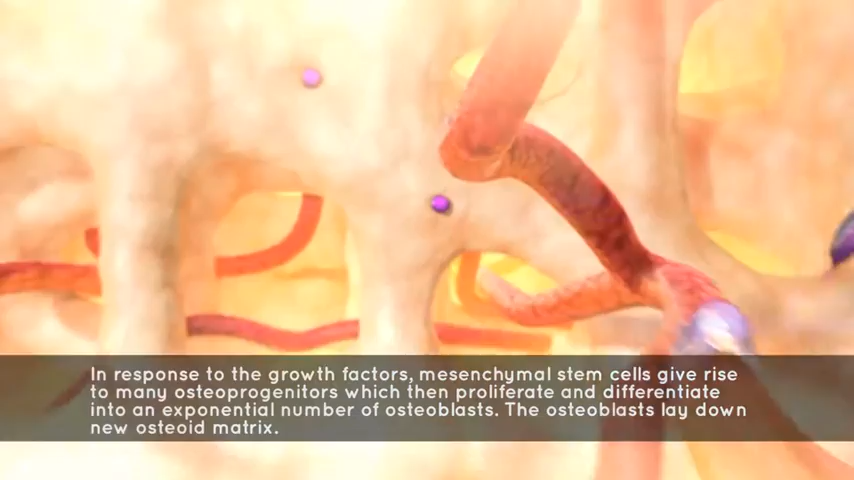 In response to the growth factors, mesenchymal stem cells give rise
to many osteoprogenitors which then proliferate and differentiate
into an exponential number of osteoblasts. The osteoblasts lay down
new osteoid matrix.